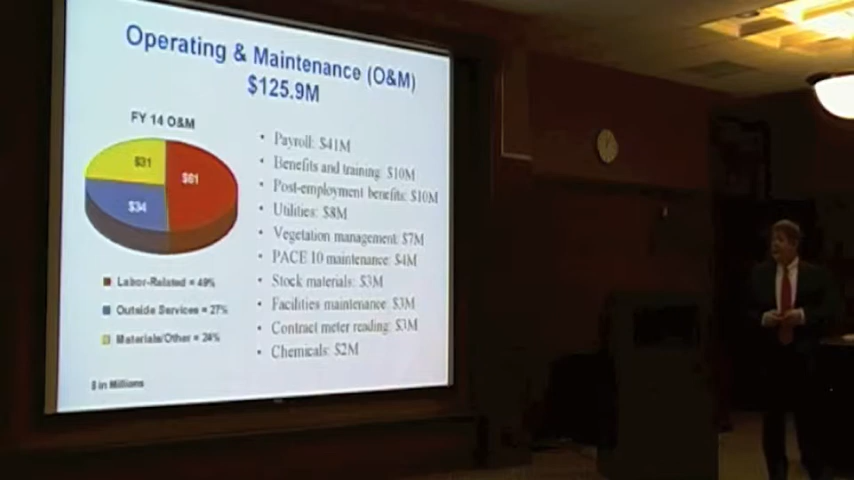 Operating & Maintenance (O&M)
$125.9M
FY 14 O&M
$31
$61
$34
Labor-Related = 49%
Outside Services = 27%
Materials/Other = 24%
$ in Millions
• Payroll: $41M
• Benefits and training: $10M
• Post-employment benefits: $10M
• Utilities: $8M
• Vegetation management: $7M
• PACE 10 maintenance: $4M
• Stock materials: $3M
• Facilities maintenance: $3M
• Contract meter reading: $3M
• Chemicals: $2M